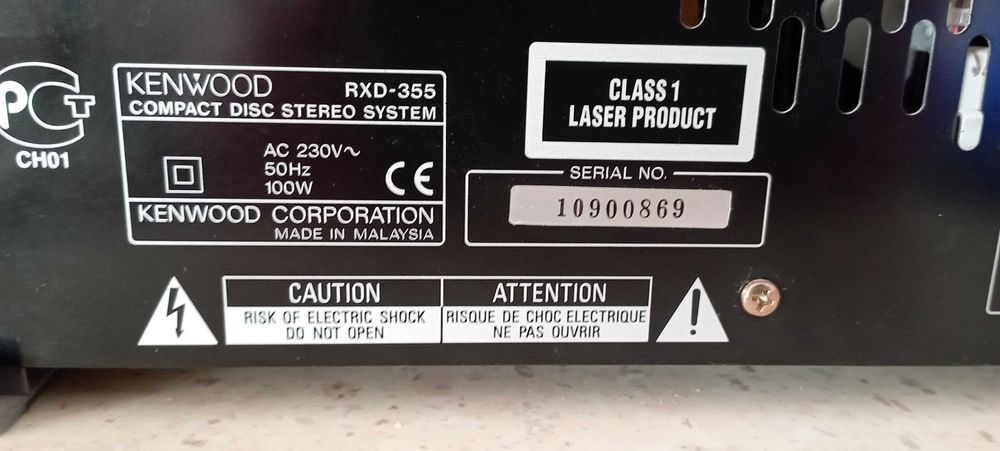 PCT
CH01
KENWOOD RXD-355
COMPACT DISC STEREO SYSTEM
AC 230V~
50Hz
100W
CE
KENWOOD CORPORATION
MADE IN MALAYSIA
CLASS 1
LASER PRODUCT
SERIAL NO.
10900869
CAUTION
RISK OF ELECTRIC SHOCK
DO NOT OPEN
ATTENTION
RISQUE DE CHOC ELECTRIQUE
NE PAS OUVRIR